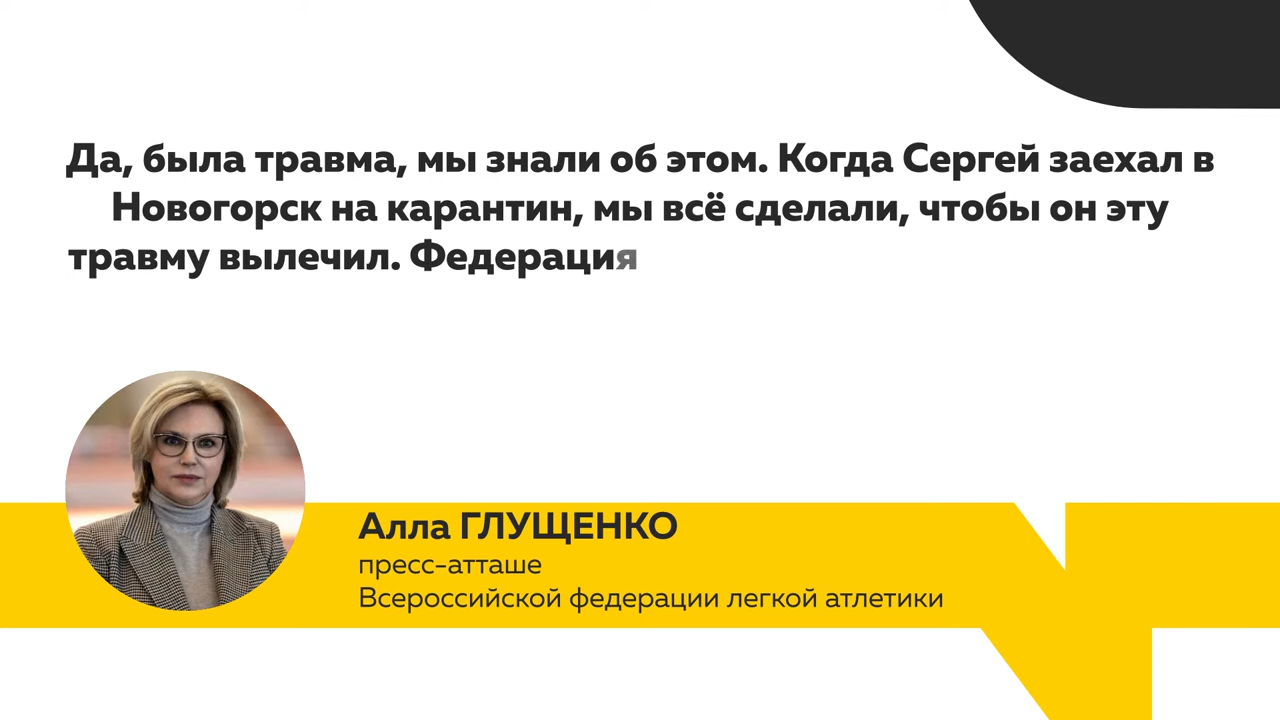 Да, была травма, мы знали об этом. Когда Сергей заехал в
Новогорск на карантин, мы всё сделали, чтобы он эту
травму вылечил. Федерация
Алла ГЛУЩЕНКО
пресс-атташе
Всероссийской федерации легкой атлетики